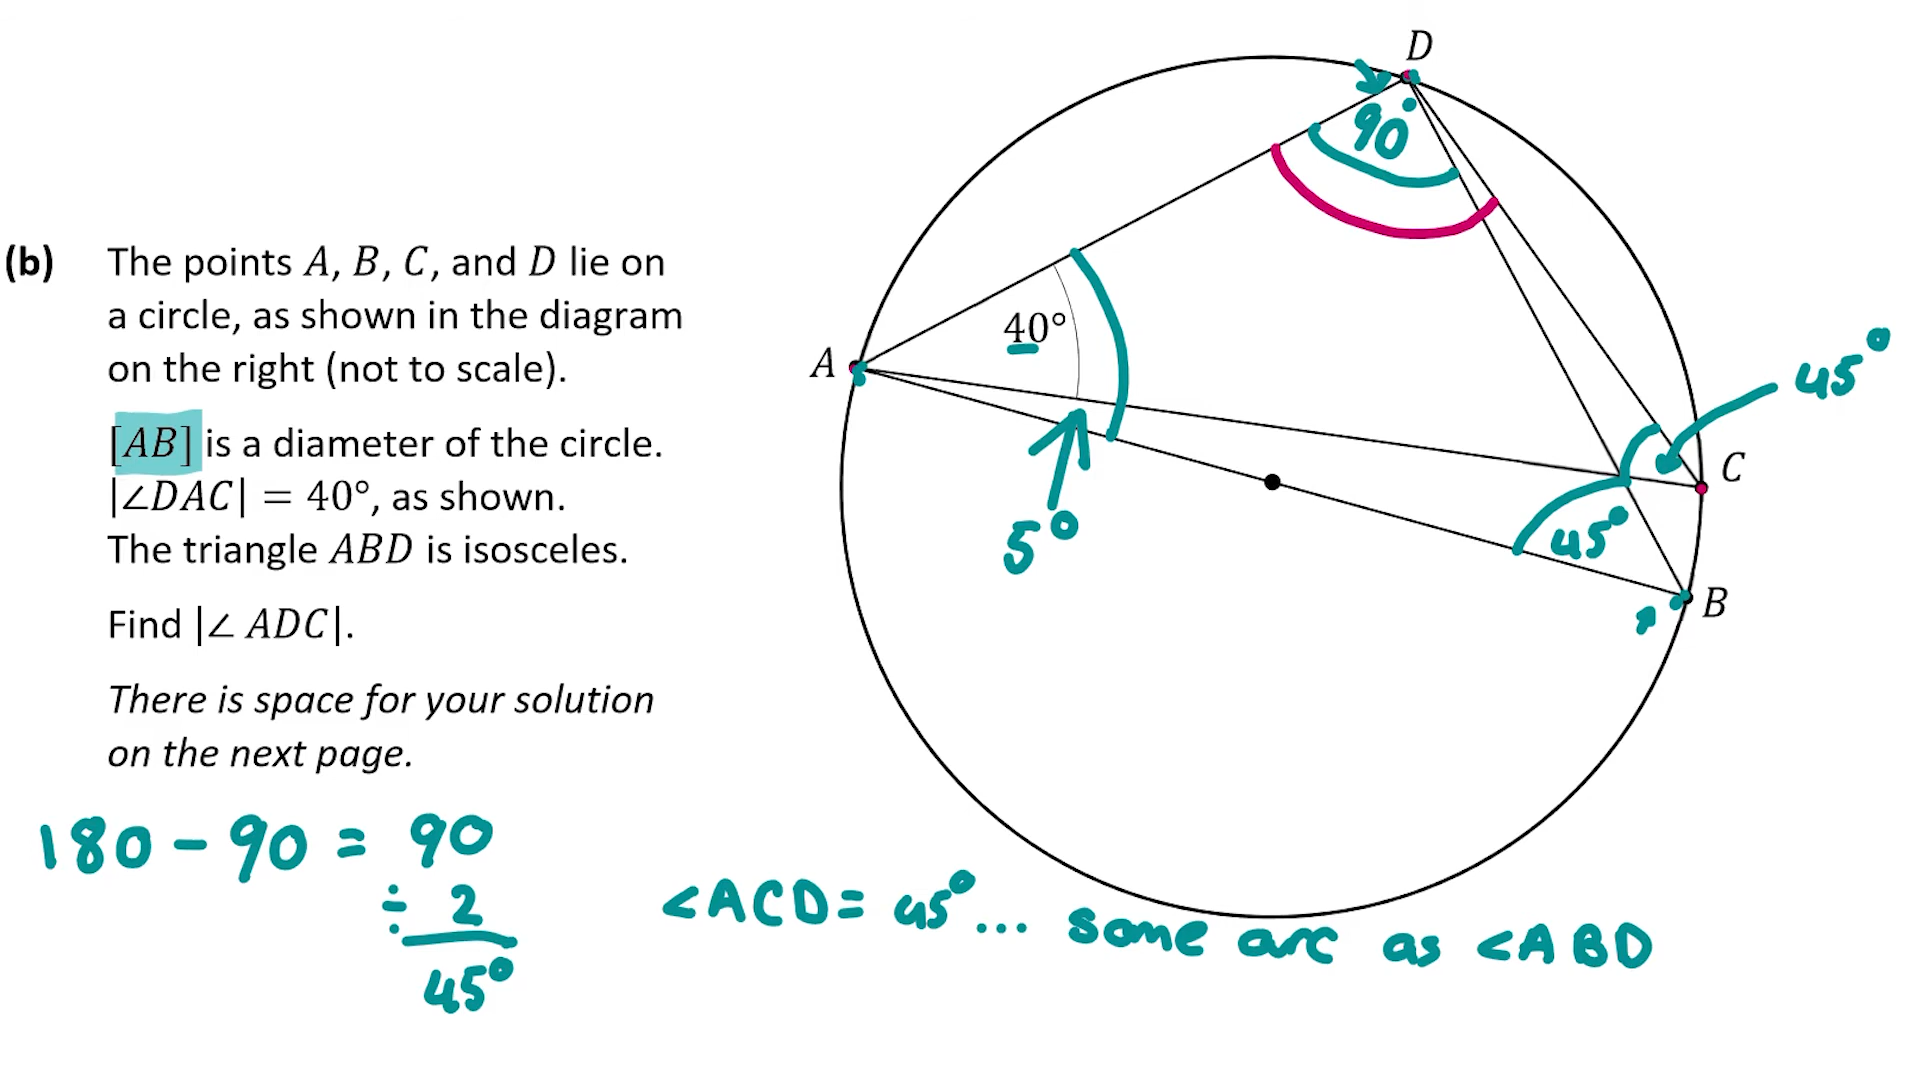 (b) The points A, B, C, and D lie on
a circle, as shown in the diagram
on the right (not to scale).
[AB] is a diameter of the circle.
|∠DAC| = 40°, as shown.
The triangle ABD is isosceles.
Find |∠ ADC|.
There is space for your solution
on the next page.
D
90°
40°
A
45°
C
5°
45°
B
180 - 90 = 90
÷ 2
45°
∠ACD = 45° ... same arc as ∠ABD